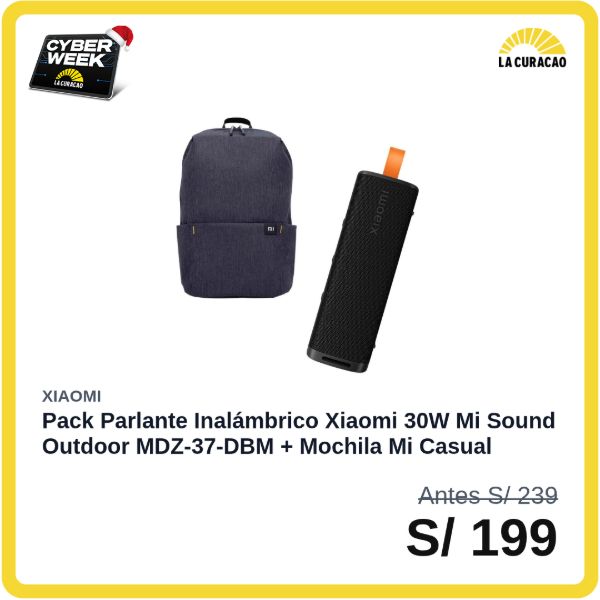 CYBER
WEEK
LA CURACAO
LA CURACAO
mi
xiaomi
XIAOMI
Pack Parlante Inalámbrico Xiaomi 30W Mi Sound
Outdoor MDZ-37-DBM + Mochila Mi Casual
Antes S/ 239
S/ 199